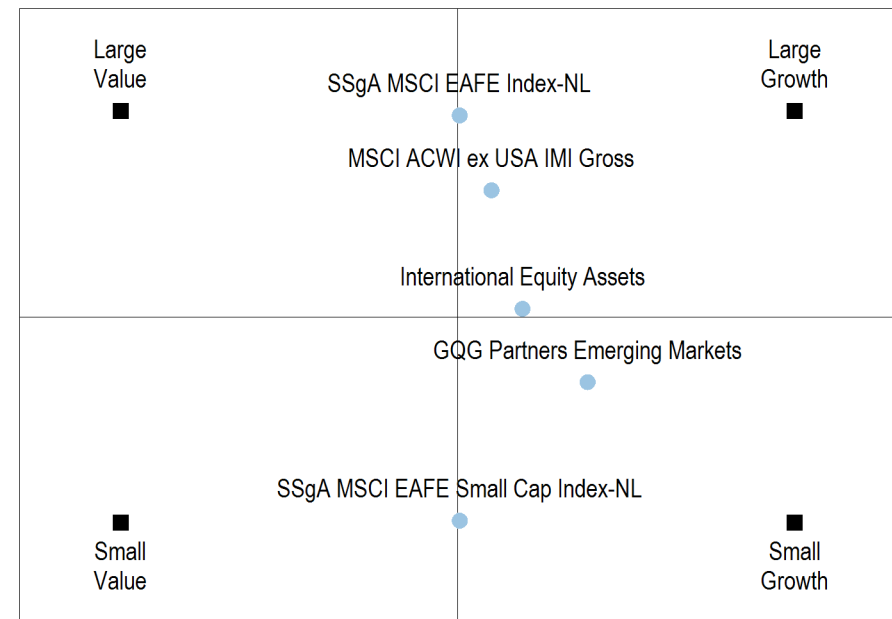 Large
Value
Large
Growth
SSgA MSCI EAFE Index-NL
MSCI ACWI ex USA IMI Gross
International Equity Assets
GQG Partners Emerging Markets
SSgA MSCI EAFE Small Cap Index-NL
Small
Value
Small
Growth